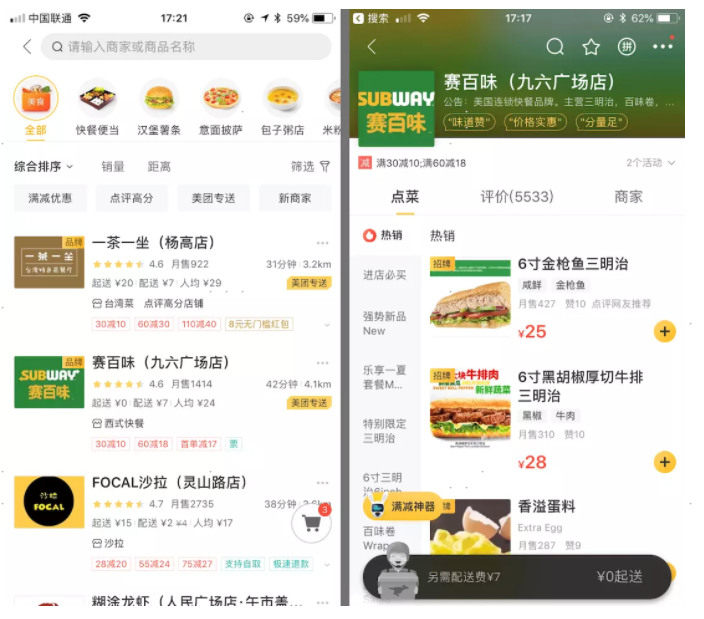 中国联通
17:21
59%
请输入商家或商品名称
美食
全部
快餐便当
汉堡薯条
意面披萨
包子粥店
米粉
综合排序
销量
距离
筛选
满减优惠
点评高分
美团专送
新商家
品牌
一茶一坐
台湾特色茶餐厅
一茶一坐（杨高店）
4.6 月售922
31分钟 3.2km
起送 ¥20 配送 ¥7 人均 ¥29
美团专送
台湾菜 点评高分店铺
30减10
60减30
110减40
8元无门槛红包
品牌
SUBWAY
赛百味
赛百味（九六广场店）
4.6 月售1414
42分钟 4.1km
起送 ¥0 配送 ¥7 人均 ¥24
美团专送
西式快餐
30减10
60减18
首单减17
票
FOCAL
FOCAL沙拉（灵山路店）
4.7 月售2735
38分钟
起送 ¥15 配送 ¥2 ¥4 人均 ¥17
沙拉
3
28减20
55减24
75减27
支持自取
极速退款
糊涂龙虾（人民广场店·午市盖...
搜索
17:17
62%
拼
SUBWAY
赛百味
赛百味（九六广场店）
公告：美国连锁快餐品牌。主营三明治，百味卷，...
"味道赞"
"价格实惠"
"分量足"
减 满30减10;满60减18
2个活动
点菜
评价(5533)
商家
热销
进店必买
强势新品
New
乐享一夏
套餐M...
特别限定
三明治
6寸三明
治6inch
百味卷
Wrap
热销
招牌
6寸金枪鱼三明治
咸鲜 金枪鱼
月售427 赞10 点评网友推荐
¥25
招牌
大块牛排肉
新鲜蔬菜
6寸黑胡椒厚切牛排
三明治
黑椒 牛肉
月售310 赞10
¥28
满减神器
香溢蛋料
Extra Egg
月售287 赞9
另需配送费¥7
¥0起送